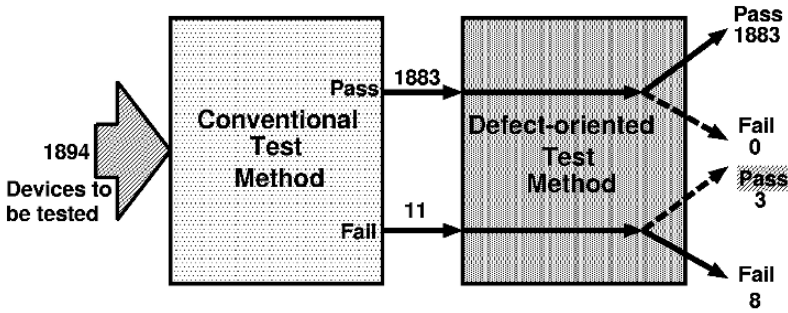 1894
Devices to
be tested
Conventional
Test
Method
Pass
Fail
1883
11
Defect-oriented
Test
Method
Pass
1883
Fail
0
Pass
3
Fail
8